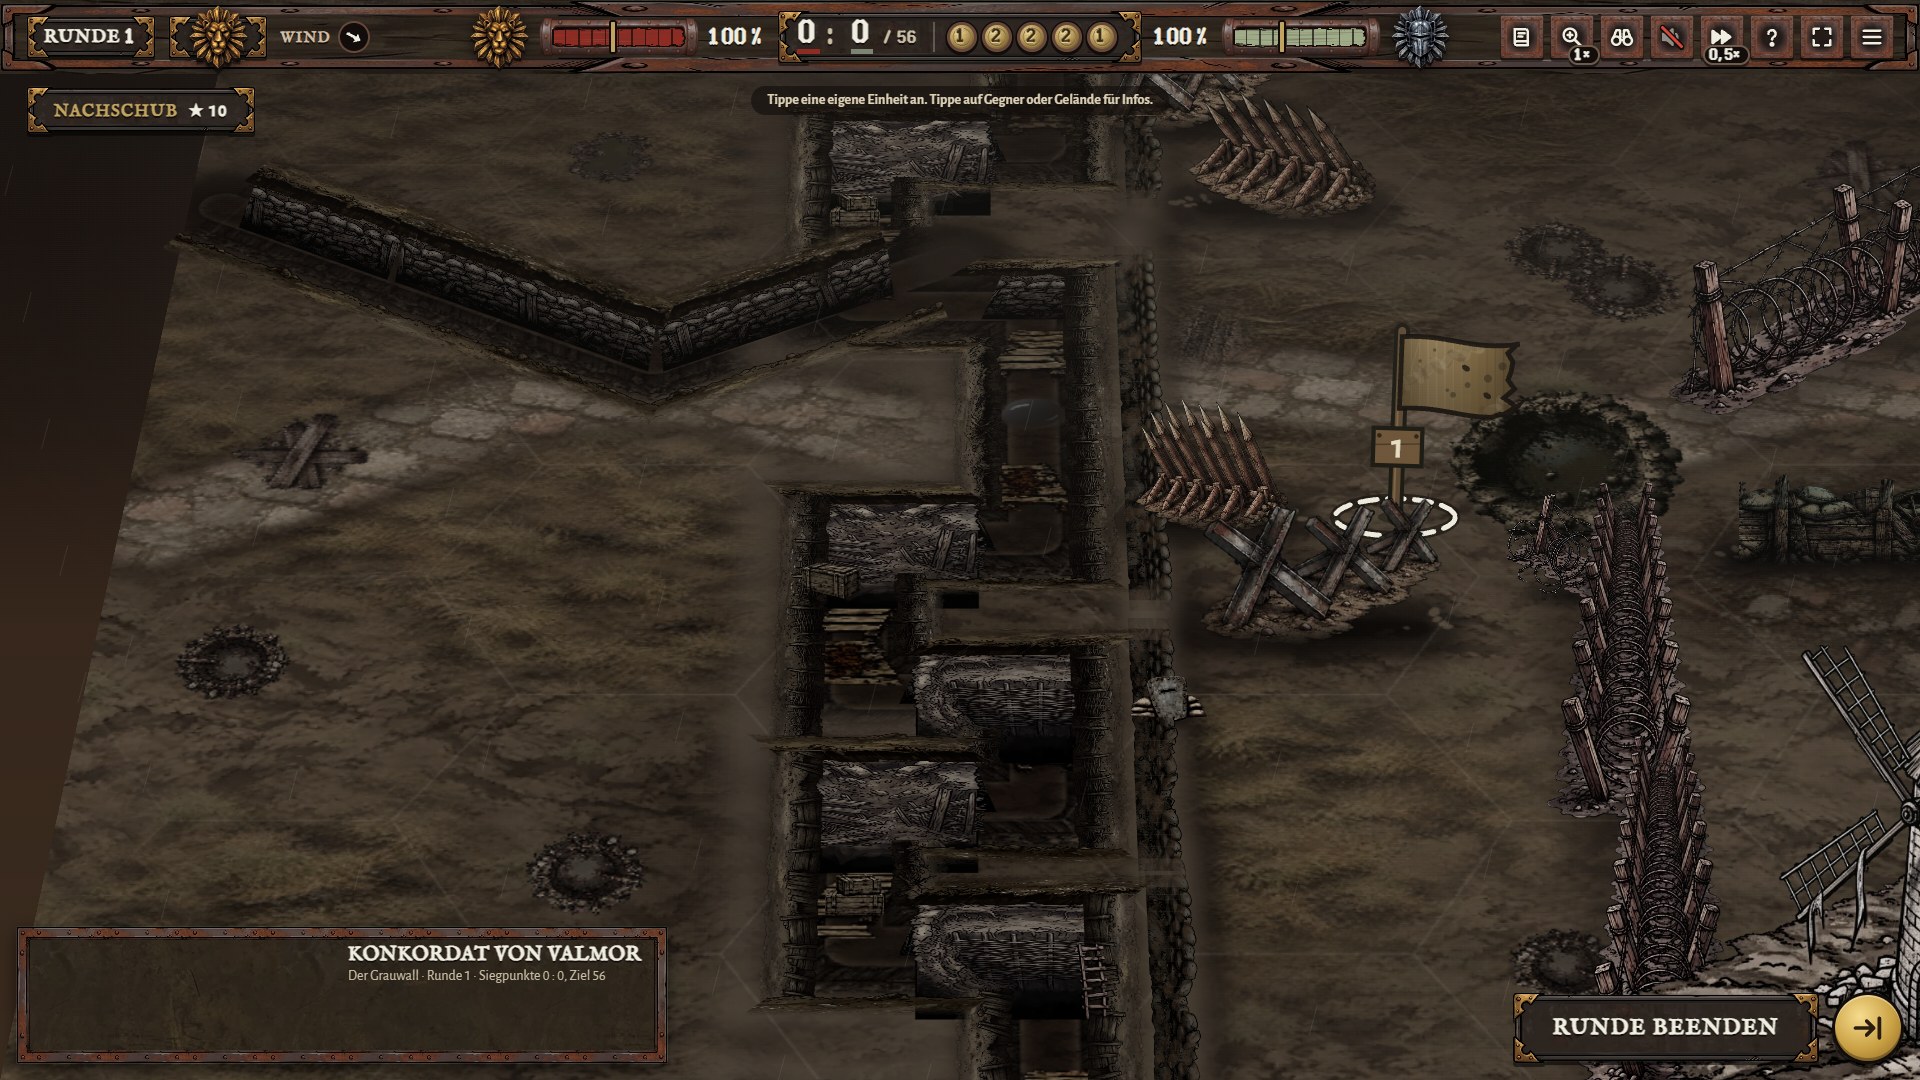 RUNDE 1
WIND
100 %
0 : 0 / 56
1 2 2 2 1
100 %
1×
0,5×
?
NACHSCHUB ★ 10
Tippe eine eigene Einheit an. Tippe auf Gegner oder Gelände für Infos.
1
KONKORDAT VON VALMOR
Der Grauwall · Runde 1 · Siegpunkte 0 : 0, Ziel 56
RUNDE BEENDEN